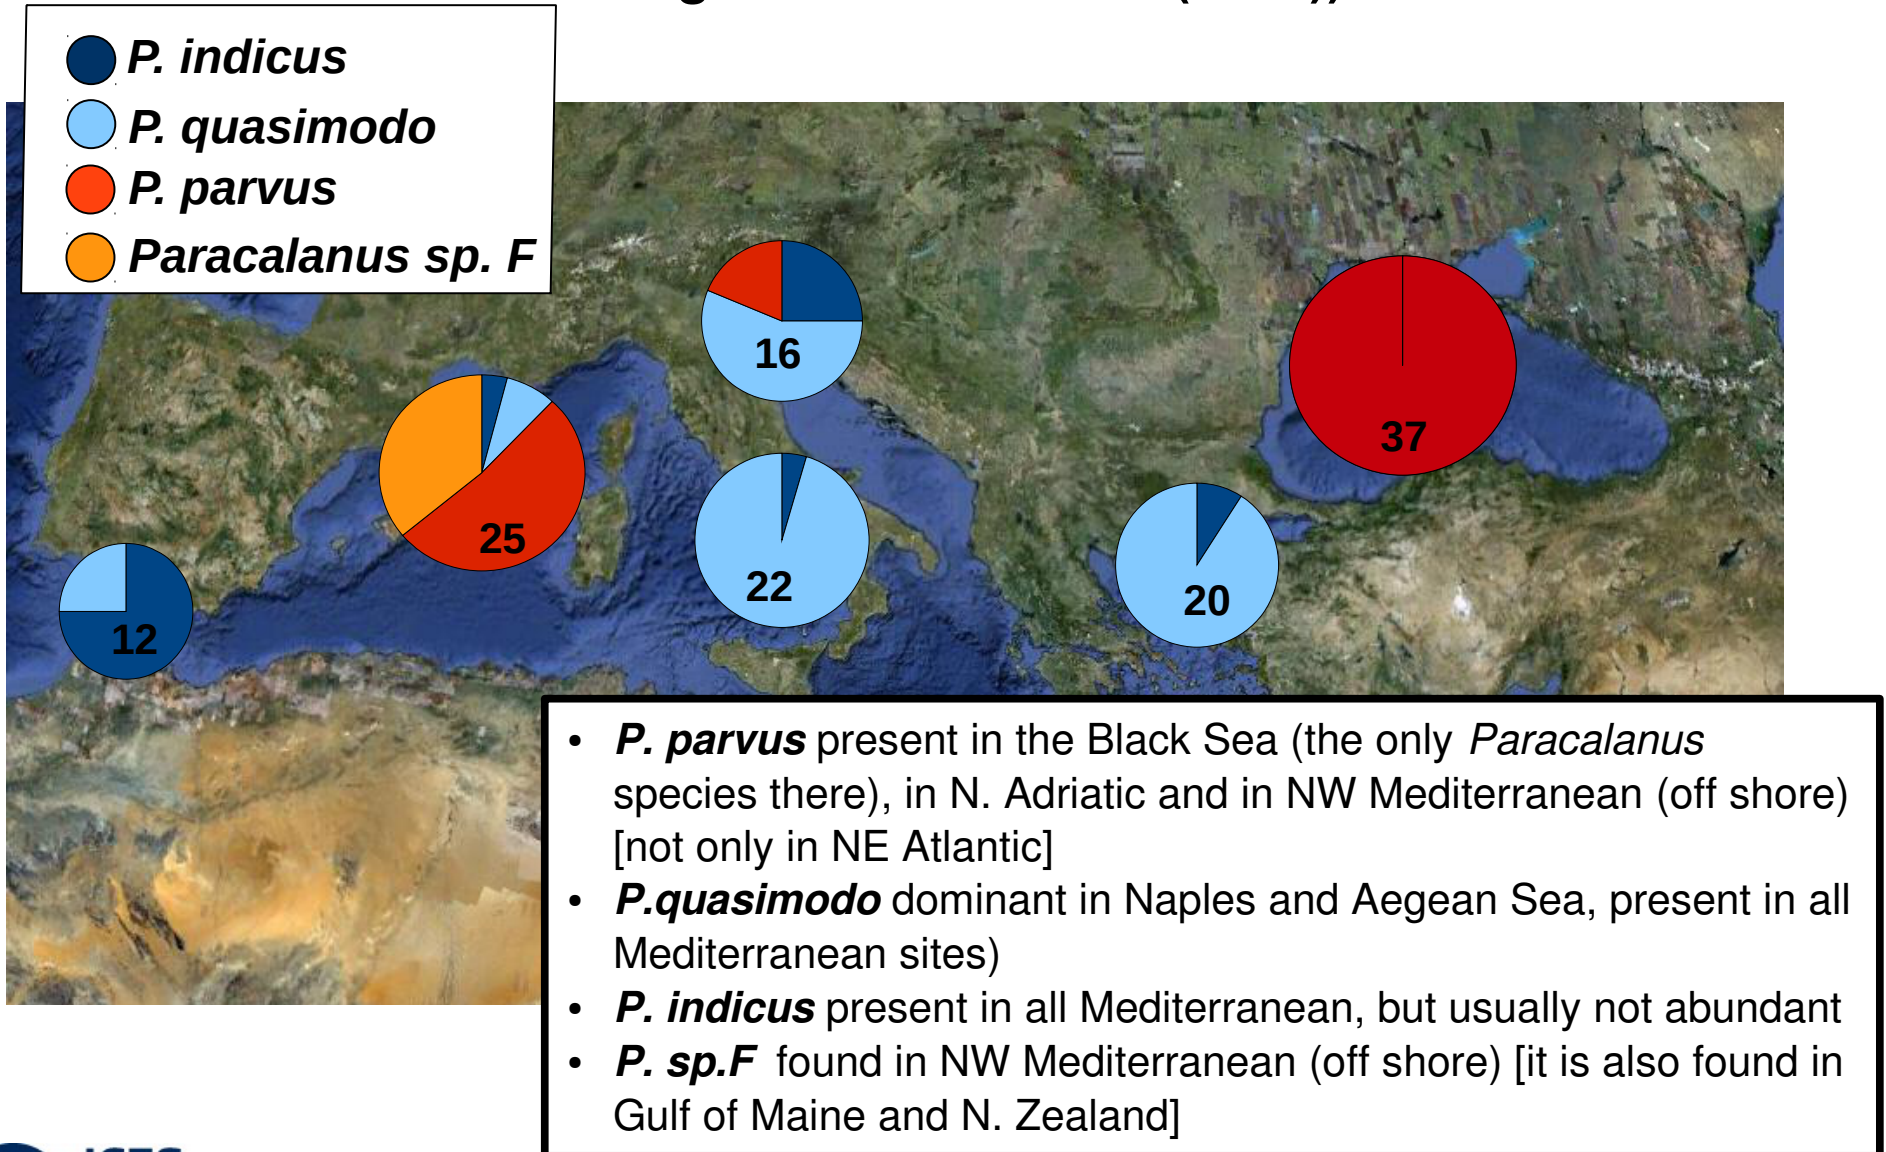 P. indicus
P. quasimodo
P. parvus
Paracalanus sp. F
16
37
25
22
20
12
• P. parvus present in the Black Sea (the only Paracalanus
species there), in N. Adriatic and in NW Mediterranean (off shore)
[not only in NE Atlantic]
• P.quasimodo dominant in Naples and Aegean Sea, present in all
Mediterranean sites)
• P. indicus present in all Mediterranean, but usually not abundant
• P. sp.F found in NW Mediterranean (off shore) [it is also found in
Gulf of Maine and N. Zealand]